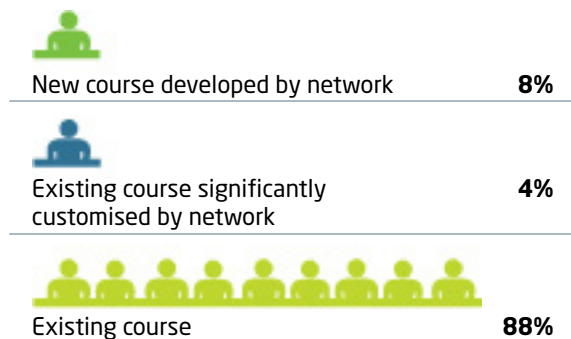 New course developed by network 8%
Existing course significantly 4%
customised by network
Existing course 88%